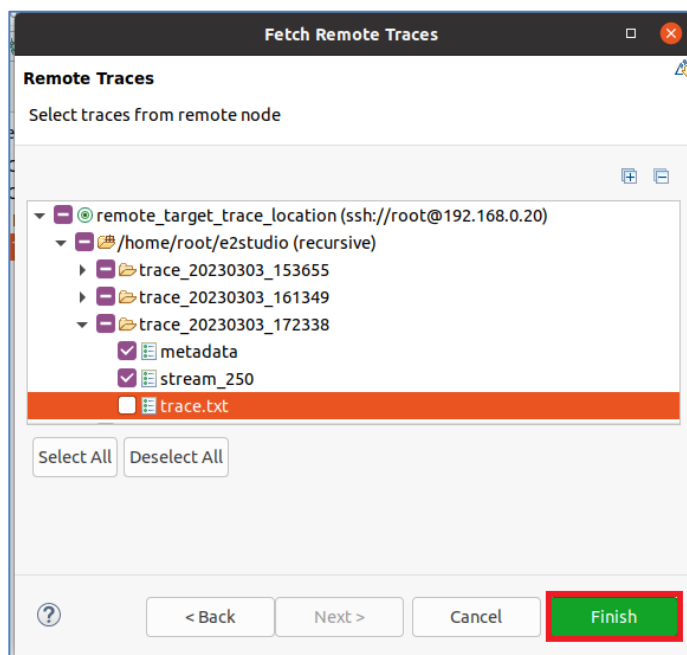 Fetch Remote Traces
Remote Traces
Select traces from remote node
remote_target_trace_location (ssh://root@192.168.0.20)
/home/root/e2studio (recursive)
trace_20230303_153655
trace_20230303_161349
trace_20230303_172338
metadata
stream_250
trace.txt
Select All Deselect All
? < Back Next > Cancel Finish